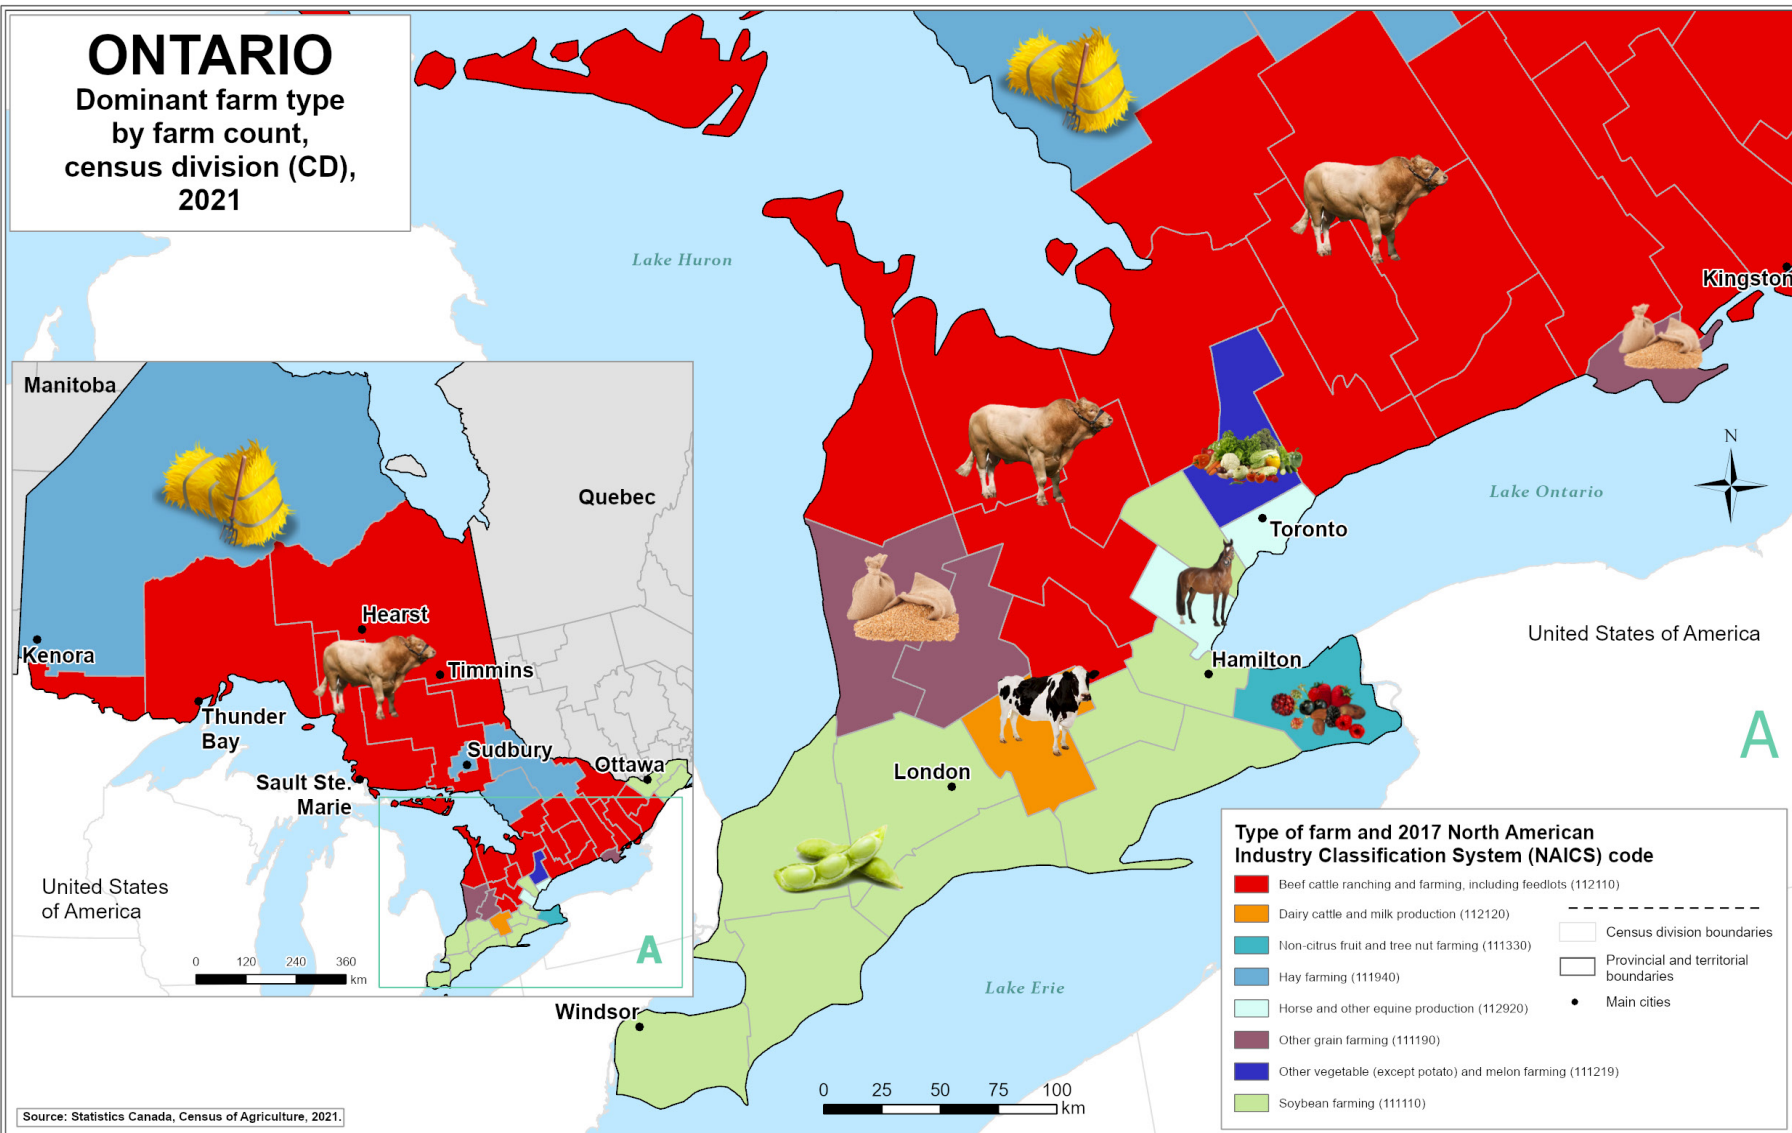 ONTARIO
Dominant farm type
by farm count,
census division (CD),
2021
Lake Huron
Kingston
Manitoba
Quebec
Hearst
Kenora
Timmins
Thunder
Bay
Sudbury
Ottawa
Sault Ste.
Marie
United States
of America
A
0 120 240 360
km
Toronto
Lake Ontario
N
United States of America
Hamilton
London
A
Windsor
Lake Erie
0 25 50 75 100
km
Type of farm and 2017 North American
Industry Classification System (NAICS) code
Beef cattle ranching and farming, including feedlots (112110)
Dairy cattle and milk production (112120)
Non-citrus fruit and tree nut farming (111330)
Hay farming (111940)
Horse and other equine production (112920)
Other grain farming (111190)
Other vegetable (except potato) and melon farming (111219)
Soybean farming (111110)
Census division boundaries
Provincial and territorial
boundaries
Main cities
Source: Statistics Canada, Census of Agriculture, 2021.